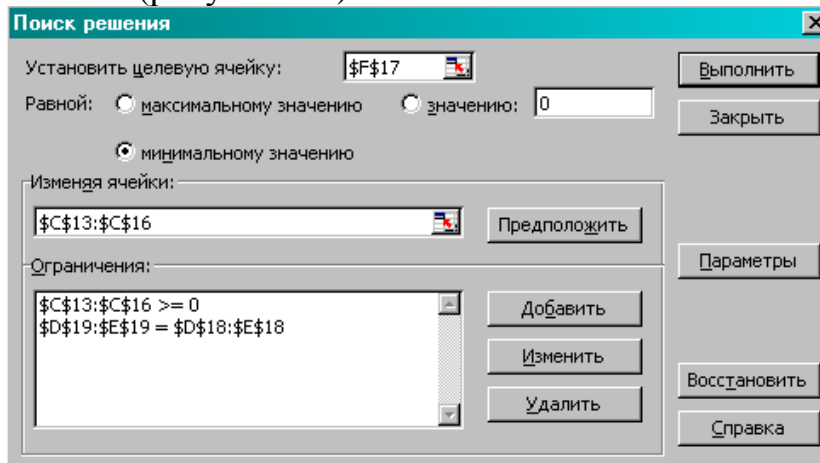 Поиск решения
Установить целевую ячейку: $F$17
Выполнить
Равной: максимальному значению значению: 0
Закрыть
минимальному значению
Изменяя ячейки:
$C$13:$C$16
Предположить
Параметры
Ограничения:
$C$13:$C$16 >= 0
$D$19:$E$19 = $D$18:$E$18
Добавить
Изменить
Восстановить
Удалить
Справка